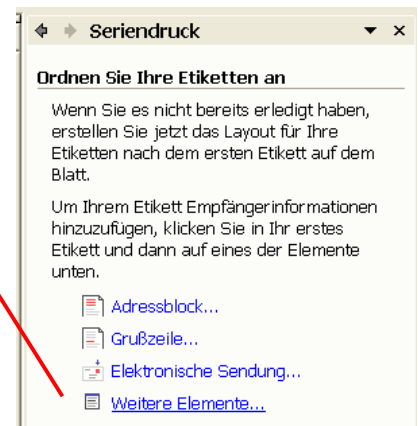 Seriendruck
Ordnen Sie Ihre Etiketten an
Wenn Sie es nicht bereits erledigt haben,
erstellen Sie jetzt das Layout für Ihre
Etiketten nach dem ersten Etikett auf dem
Blatt.
Um Ihrem Etikett Empfängerinformationen
hinzuzufügen, klicken Sie in Ihr erstes
Etikett und dann auf eines der Elemente
unten.
Adressblock...
Grußzeile...
Elektronische Sendung...
Weitere Elemente...